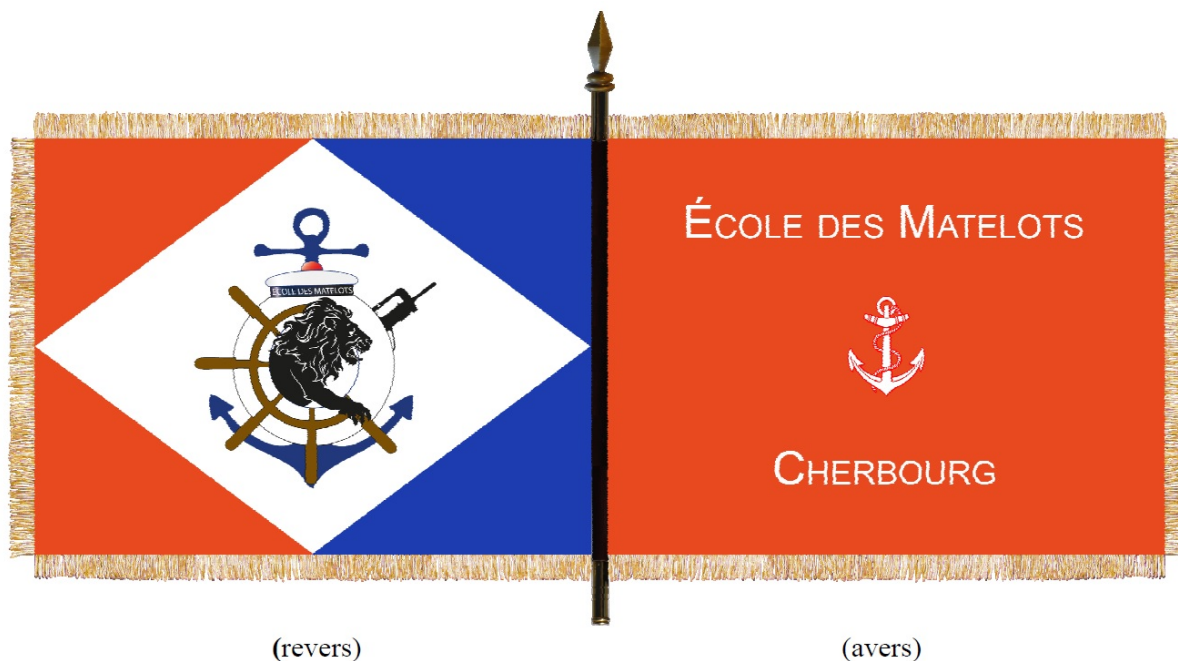 ÉCOLE DES MATELOTS
ÉCOLE DES MATELOTS
CHERBOURG
(revers)
(avers)